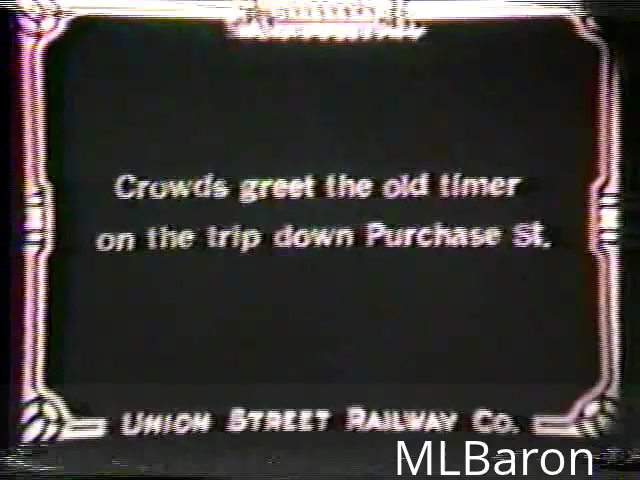 Crowds greet the old timer
on the trip down Purchase St.
UNION STREET RAILWAY CO.
MLBaron